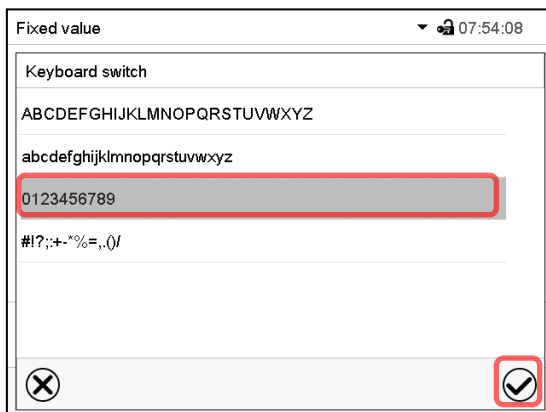 Fixed value 07:54:08
Keyboard switch
ABCDEFGHIJKLMNOPQRSTUVWXYZ
abcdefghijklmnopqrstuvwxyz
0123456789
#!?;:+-*%=,.()/